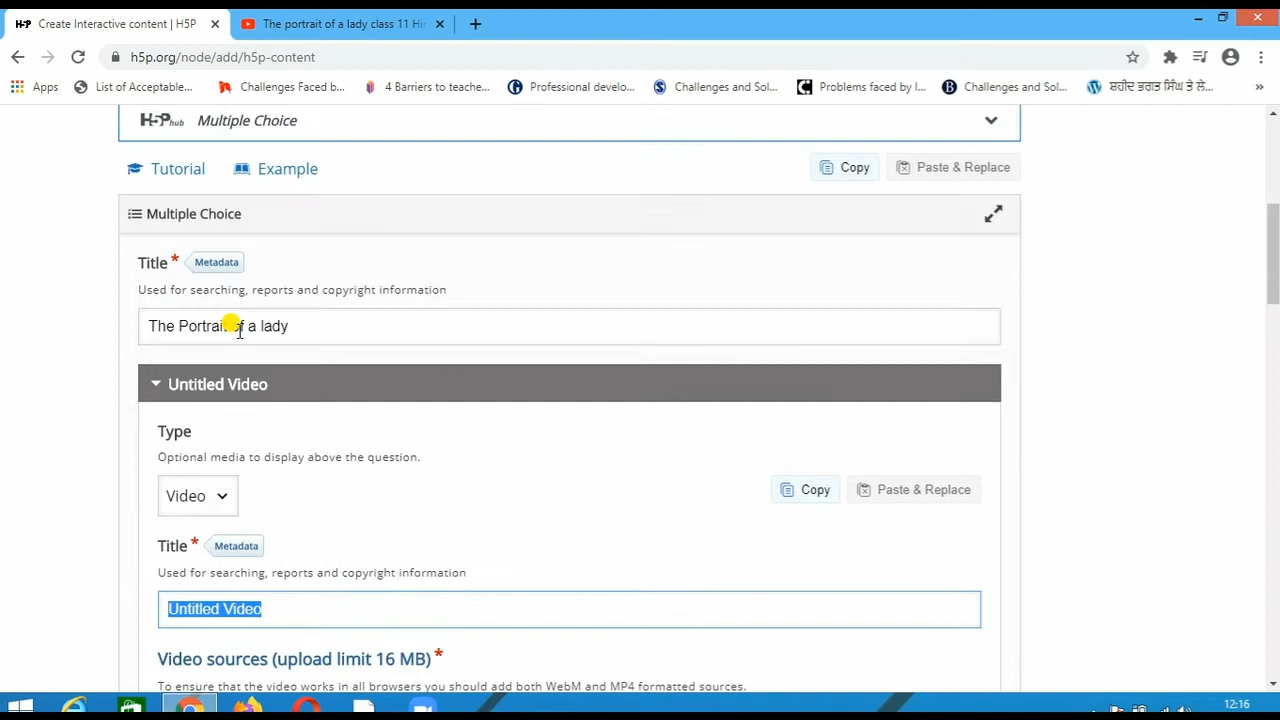 H5P Create Interactive content | H5P
The portrait of a lady class 11 Hin
h5p.org/node/add/h5p-content
Apps List of Acceptable... Challenges Faced b... 4 Barriers to teache... Professional develo... Challenges and Sol... Problems faced by l... Challenges and Sol... ਸ਼ਹੀਦ ਭਗਤ ਸਿੰਘ ਤੇ ਲੇ...
H5P hub Multiple Choice
Tutorial Example Copy Paste & Replace
Multiple Choice
Title * Metadata
Used for searching, reports and copyright information
The Portrait of a lady
Untitled Video
Type
Optional media to display above the question.
Video Copy Paste & Replace
Title * Metadata
Used for searching, reports and copyright information
Untitled Video
Video sources (upload limit 16 MB) *
To ensure that the video works in all browsers you should add both WebM and MP4 formatted sources.
12:16